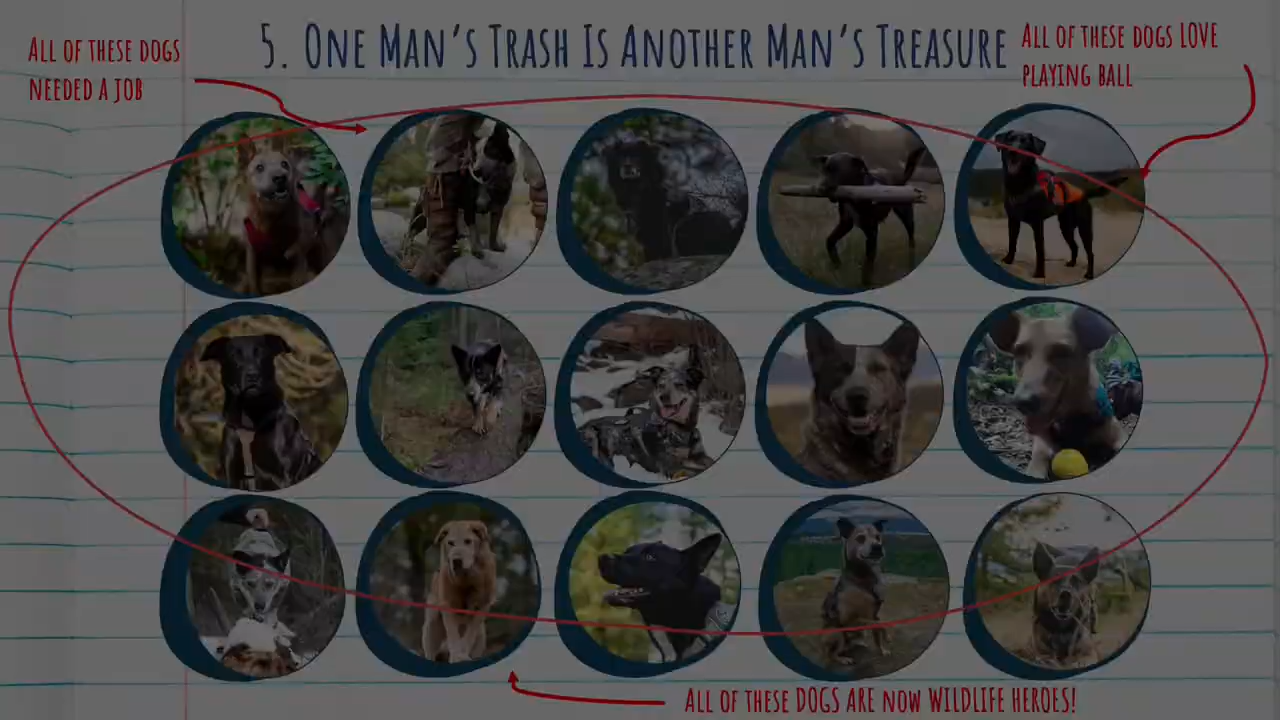 All of these dogs
needed a job
5. One Man's Trash Is Another Man's Treasure
All of these dogs LOVE
playing ball
All of these DOGS ARE now WILDLIFE HEROES!